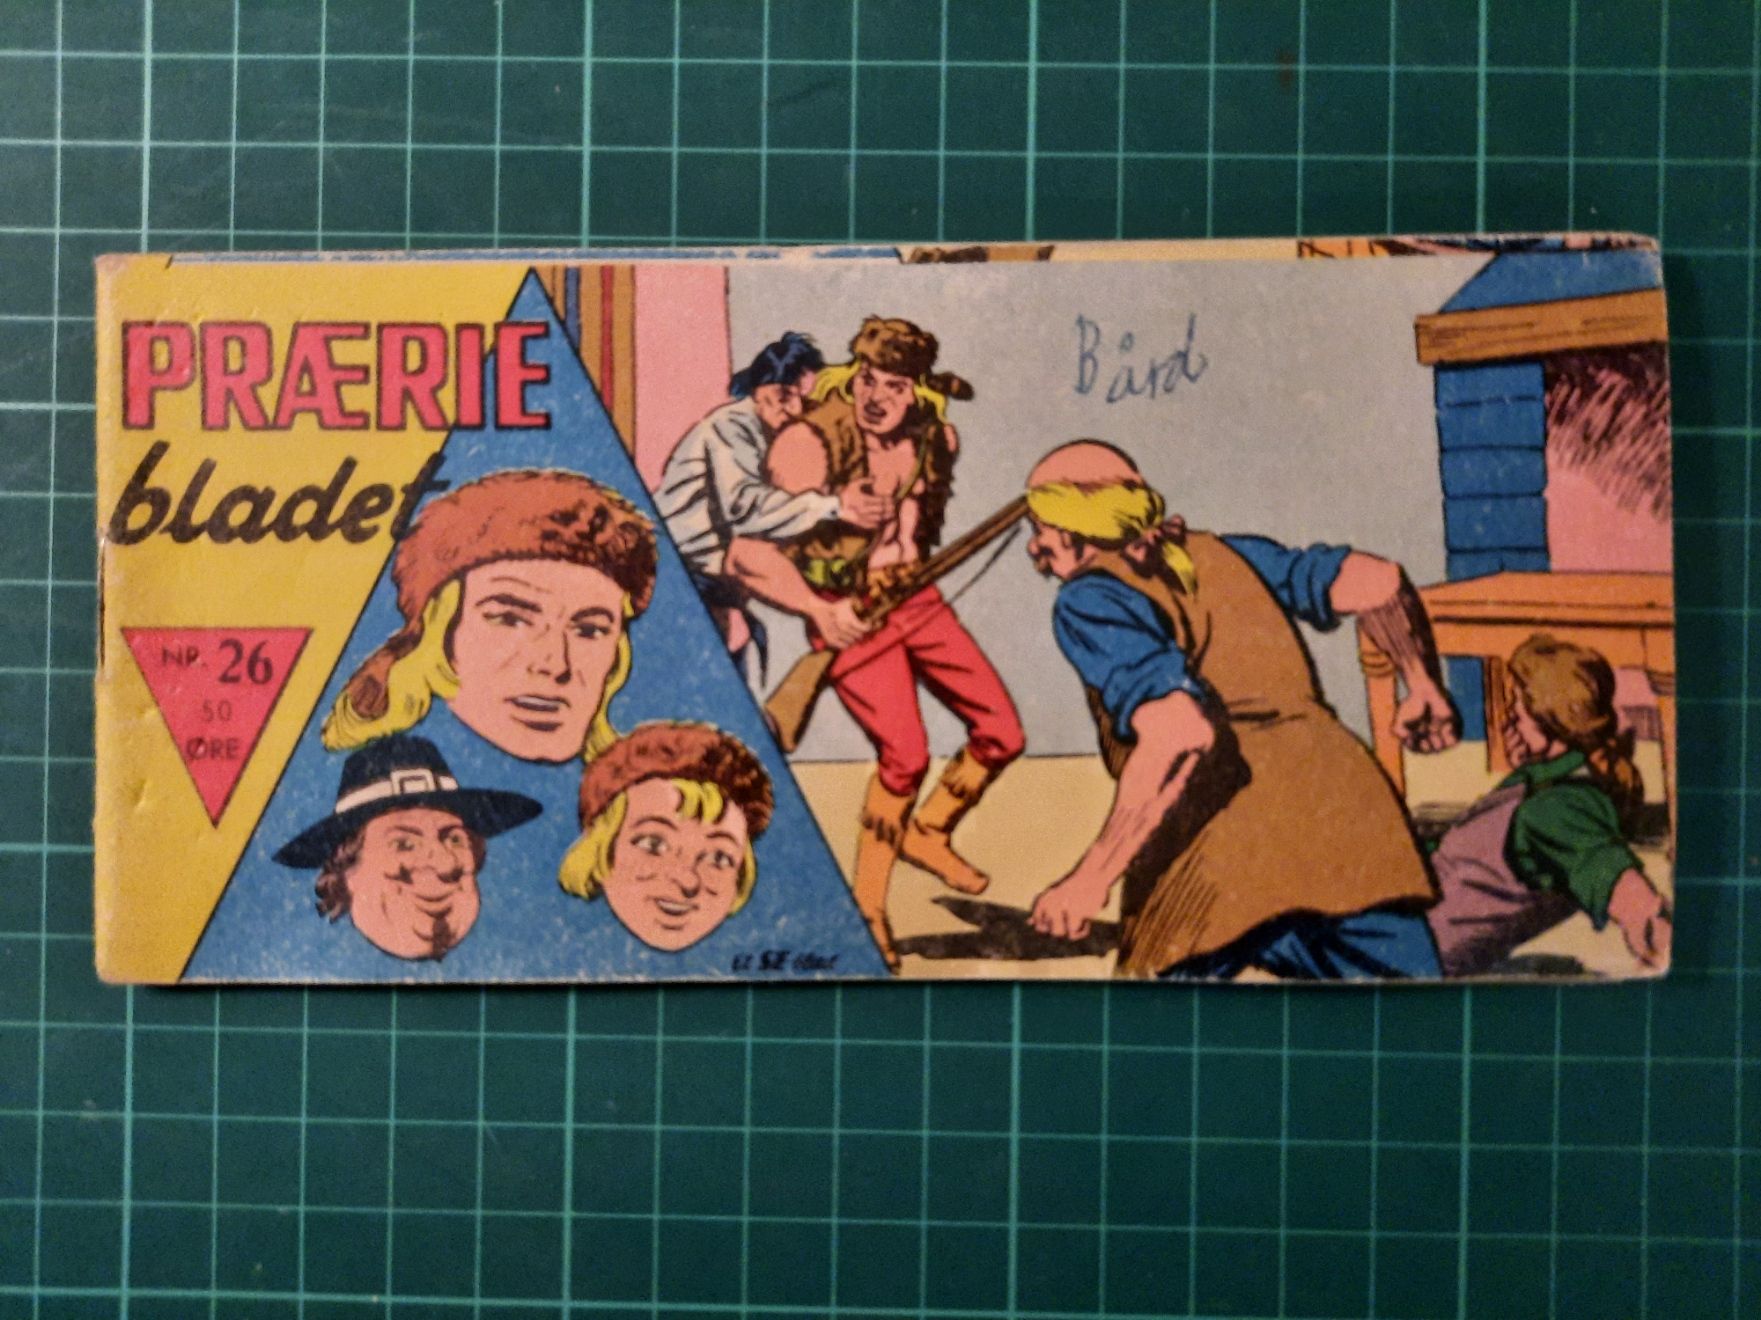 PRÆRIE
bladet
NR. 26
50
ØRE
Bård